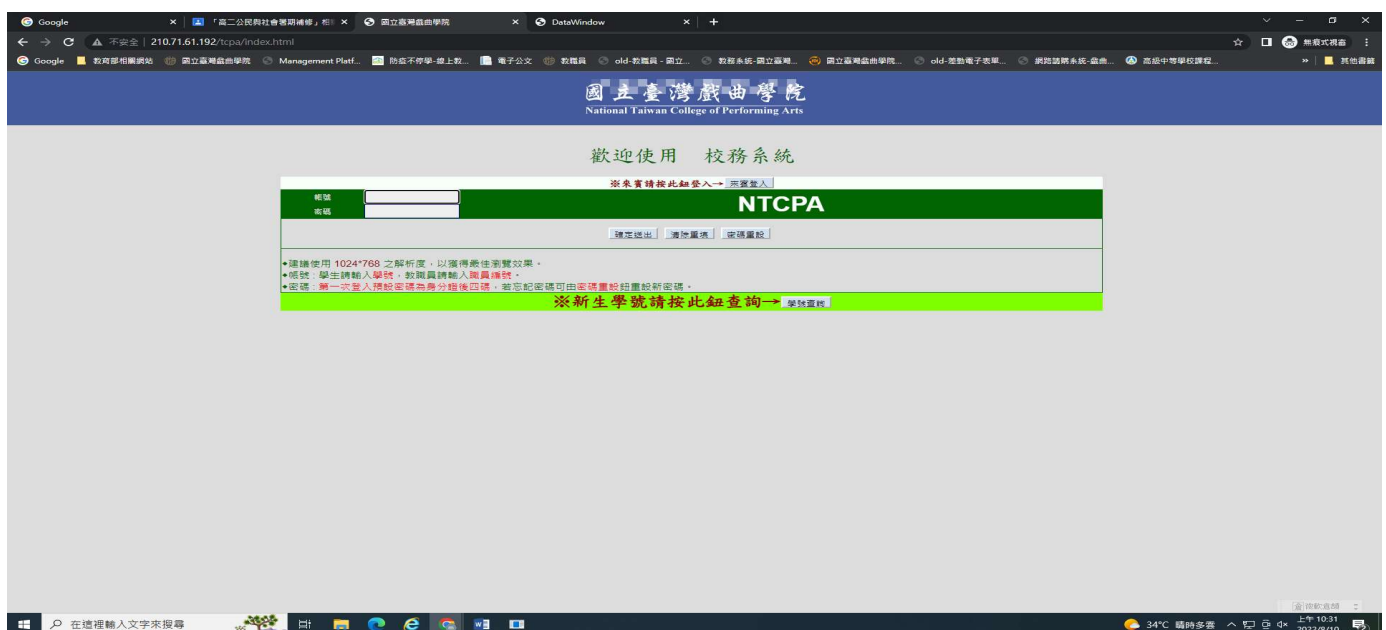 Google
「高二公民與社會暑期補修」相
國立臺灣戲曲學院
DataWindow
不安全 210.71.61.192/tcpa/index.html
無痕式視窗
Google 教育部相關網站 國立臺灣戲曲學院 Management Platf... 防疫不停學-線上教... 電子公文 教職員 old-教職員-國立... 教務系統-國立臺灣... 國立臺灣戲曲學院... old-差勤電子表單... 網路請購系統-戲曲... 高級中等學校課程... » 其他書籤
國立臺灣戲曲學院
National Taiwan College of Performing Arts
歡迎使用 校務系統
※來賓請按此鈕登入→ 來賓登入
帳號
NTCPA
密碼
確定送出 清除重填 密碼重設
◆建議使用 1024*768 之解析度,以獲得最佳瀏覽效果。
◆帳號:學生請輸入學號,教職員請輸入職員編號。
◆密碼:第一次登入預設密碼為身分證後四碼,若忘記密碼可由密碼重設鈕重設新密碼。
※新生學號請按此鈕查詢→ 學號查詢
在這裡輸入文字來搜尋
34°C 晴時多雲
上午 10:31
2022/8/10